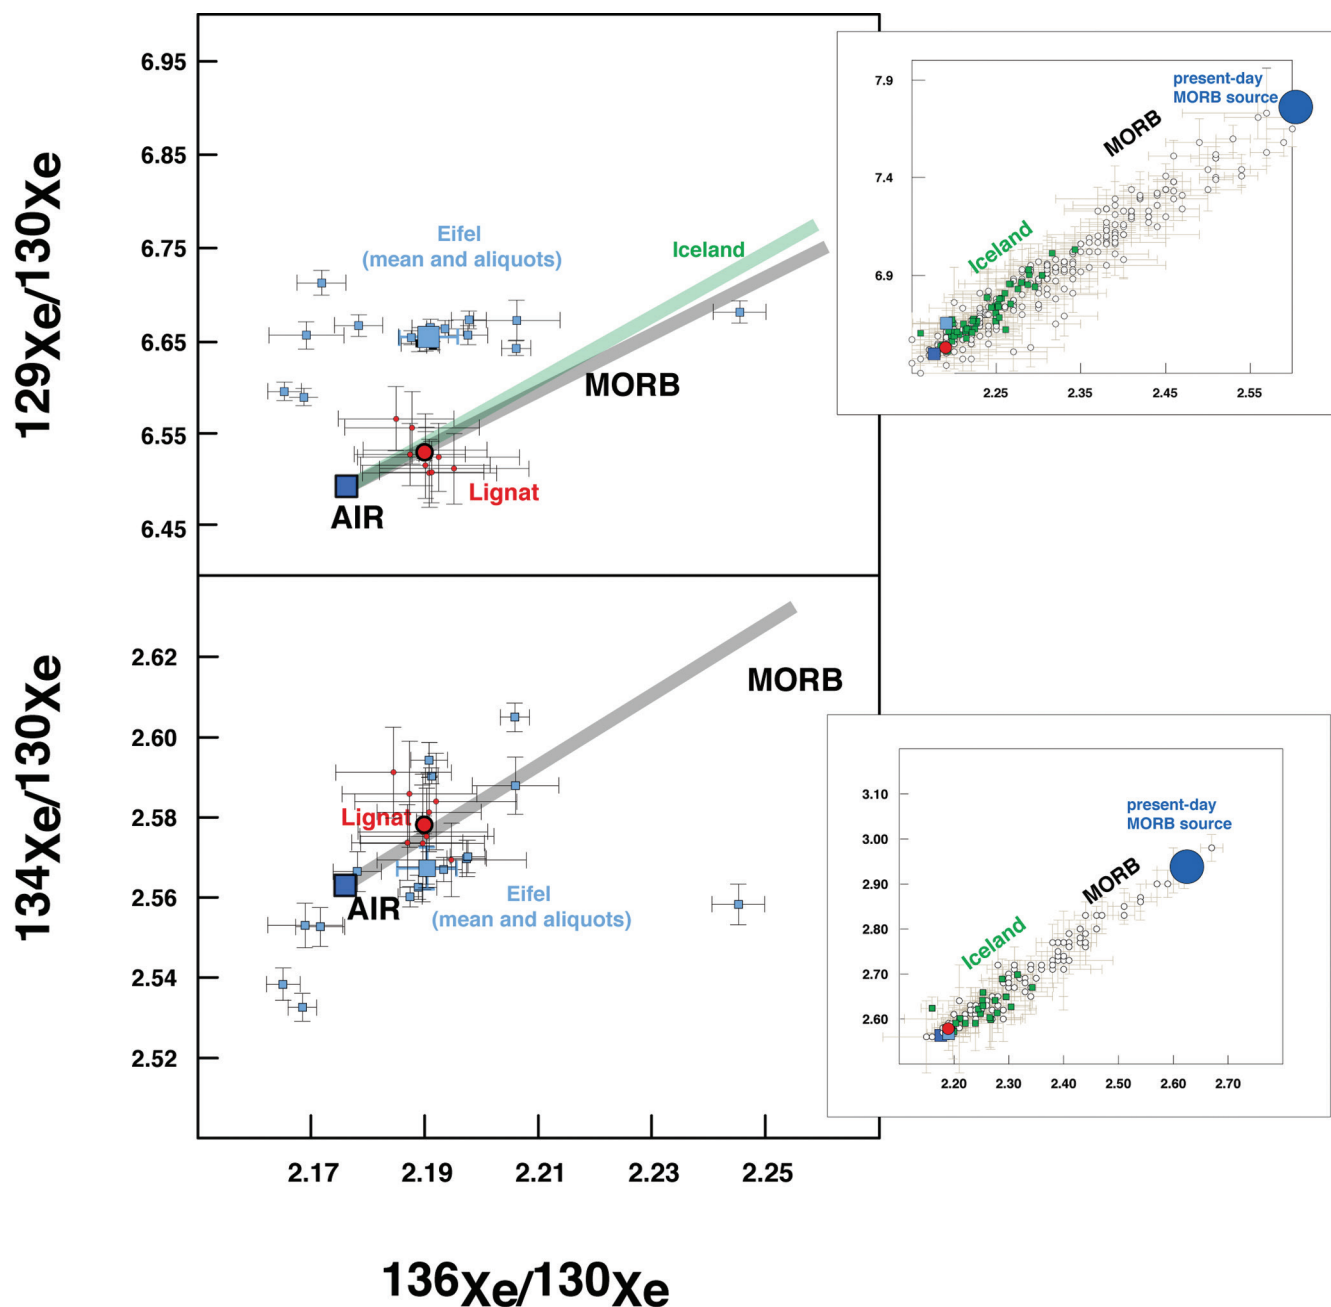 129Xe/130Xe
6.95
6.85
6.75
6.65
6.55
6.45
Eifel
(mean and aliquots)
Iceland
MORB
Lignat
AIR
7.9
7.4
6.9
2.25
2.35
2.45
2.55
present-day
MORB source
MORB
Iceland
134Xe/130Xe
2.62
2.60
2.58
2.56
2.54
2.52
MORB
Lignat
AIR
Eifel
(mean and aliquots)
2.17
2.19
2.21
2.23
2.25
3.10
3.00
2.90
2.80
2.70
2.60
2.20
2.30
2.40
2.50
2.60
2.70
present-day
MORB source
MORB
Iceland
136Xe/130Xe